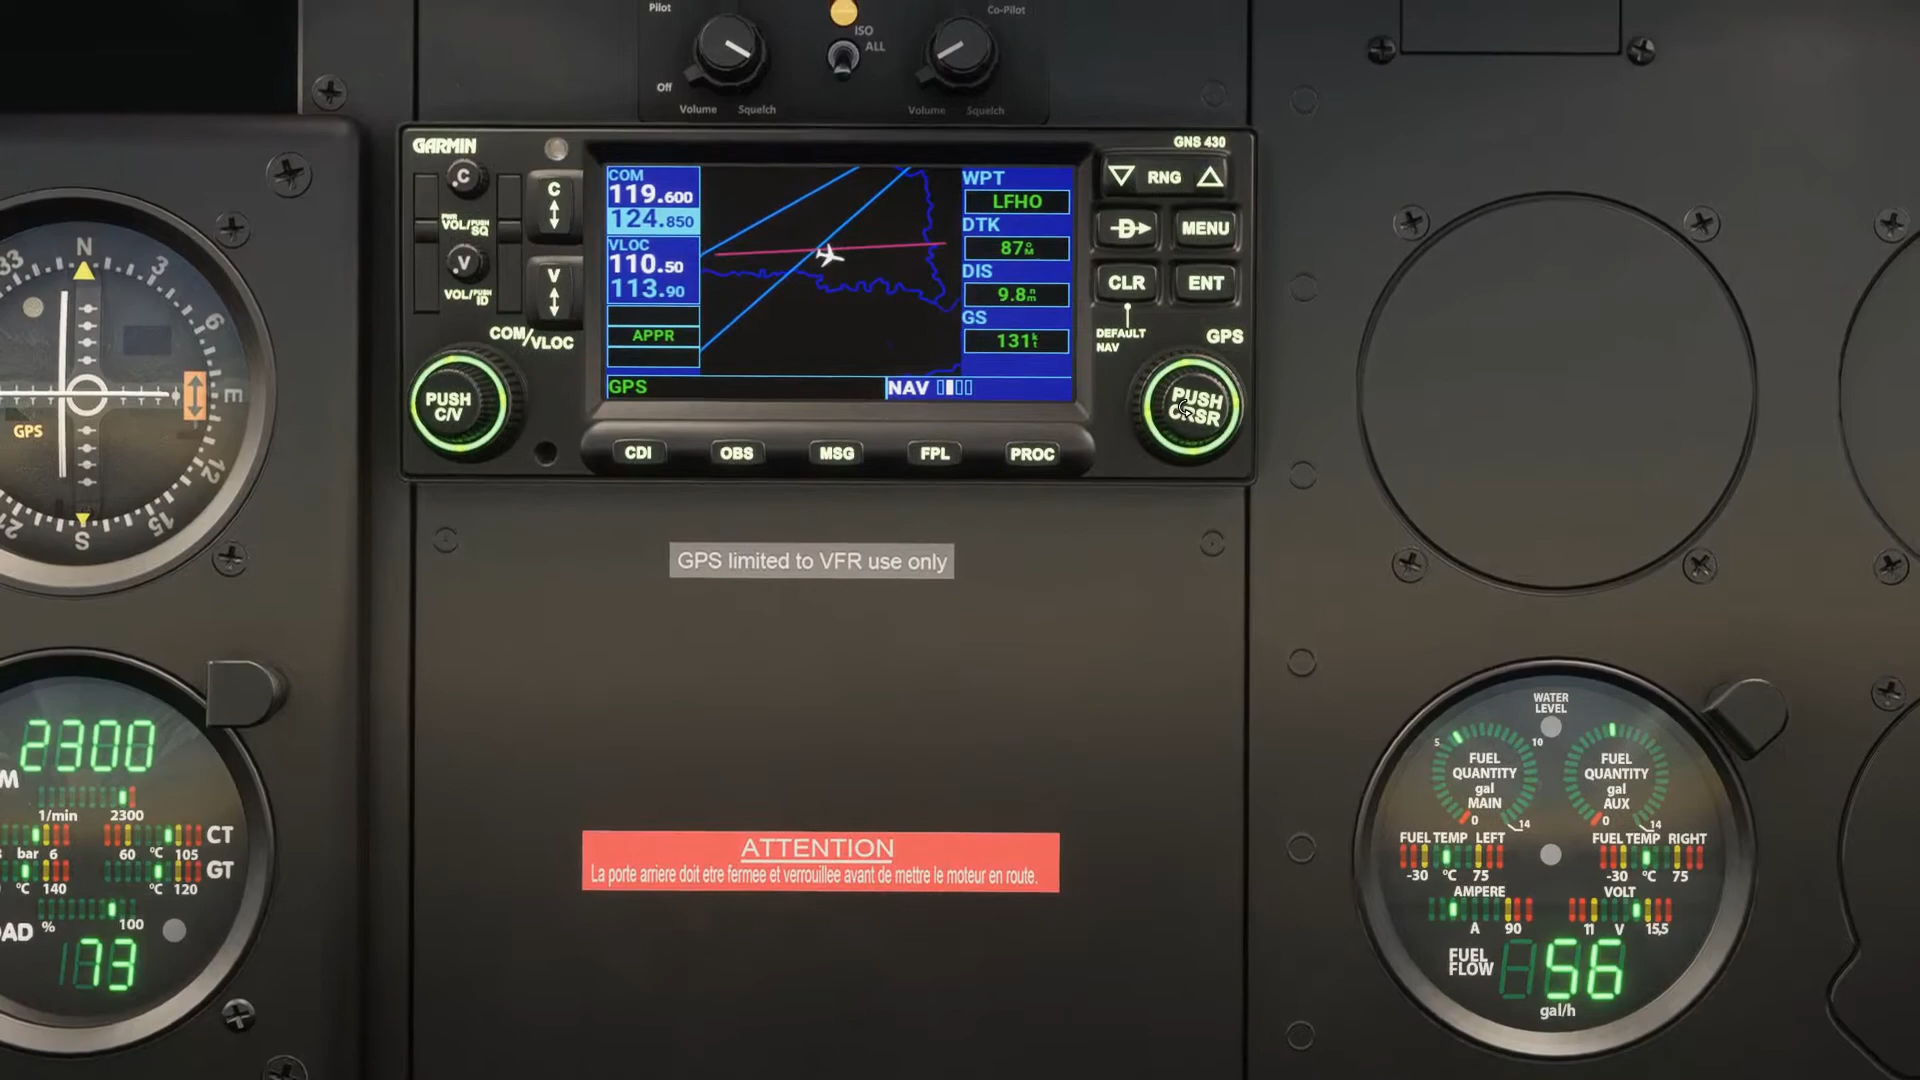 Pilot
Co-Pilot
ISO
ALL
Off
Volume
Squelch
Volume
Squelch
GARMIN
GNS 430
C
PWR
VOL/PUSH SQ
V
VOL/PUSH ID
COM/VLOC
C
V
PUSH
C/V
COM
119.600
124.850
VLOC
110.50
113.90
APPR
GPS
NAV
WPT
LFHO
DTK
87°M
DIS
9.8nm
GS
131kt
RNG
D
MENU
CLR
ENT
DEFAULT
NAV
GPS
PUSH
CRSR
CDI
OBS
MSG
FPL
PROC
N
33
3
6
E
12
15
S
21
GPS
GPS limited to VFR use only
ATTENTION
La porte arriere doit etre fermee et verrouillee avant de mettre le moteur en route.
2300
M
1/min
2300
CT
bar
6
60
°C
105
GT
°C
140
°C
120
AD
%
100
73
WATER
LEVEL
5
10
FUEL
QUANTITY
gal
MAIN
0
14
FUEL
QUANTITY
gal
AUX
0
14
FUEL TEMP LEFT
FUEL TEMP RIGHT
-30
°C
75
-30
°C
75
AMPERE
VOLT
A
90
11
V
15,5
FUEL
FLOW
56
gal/h